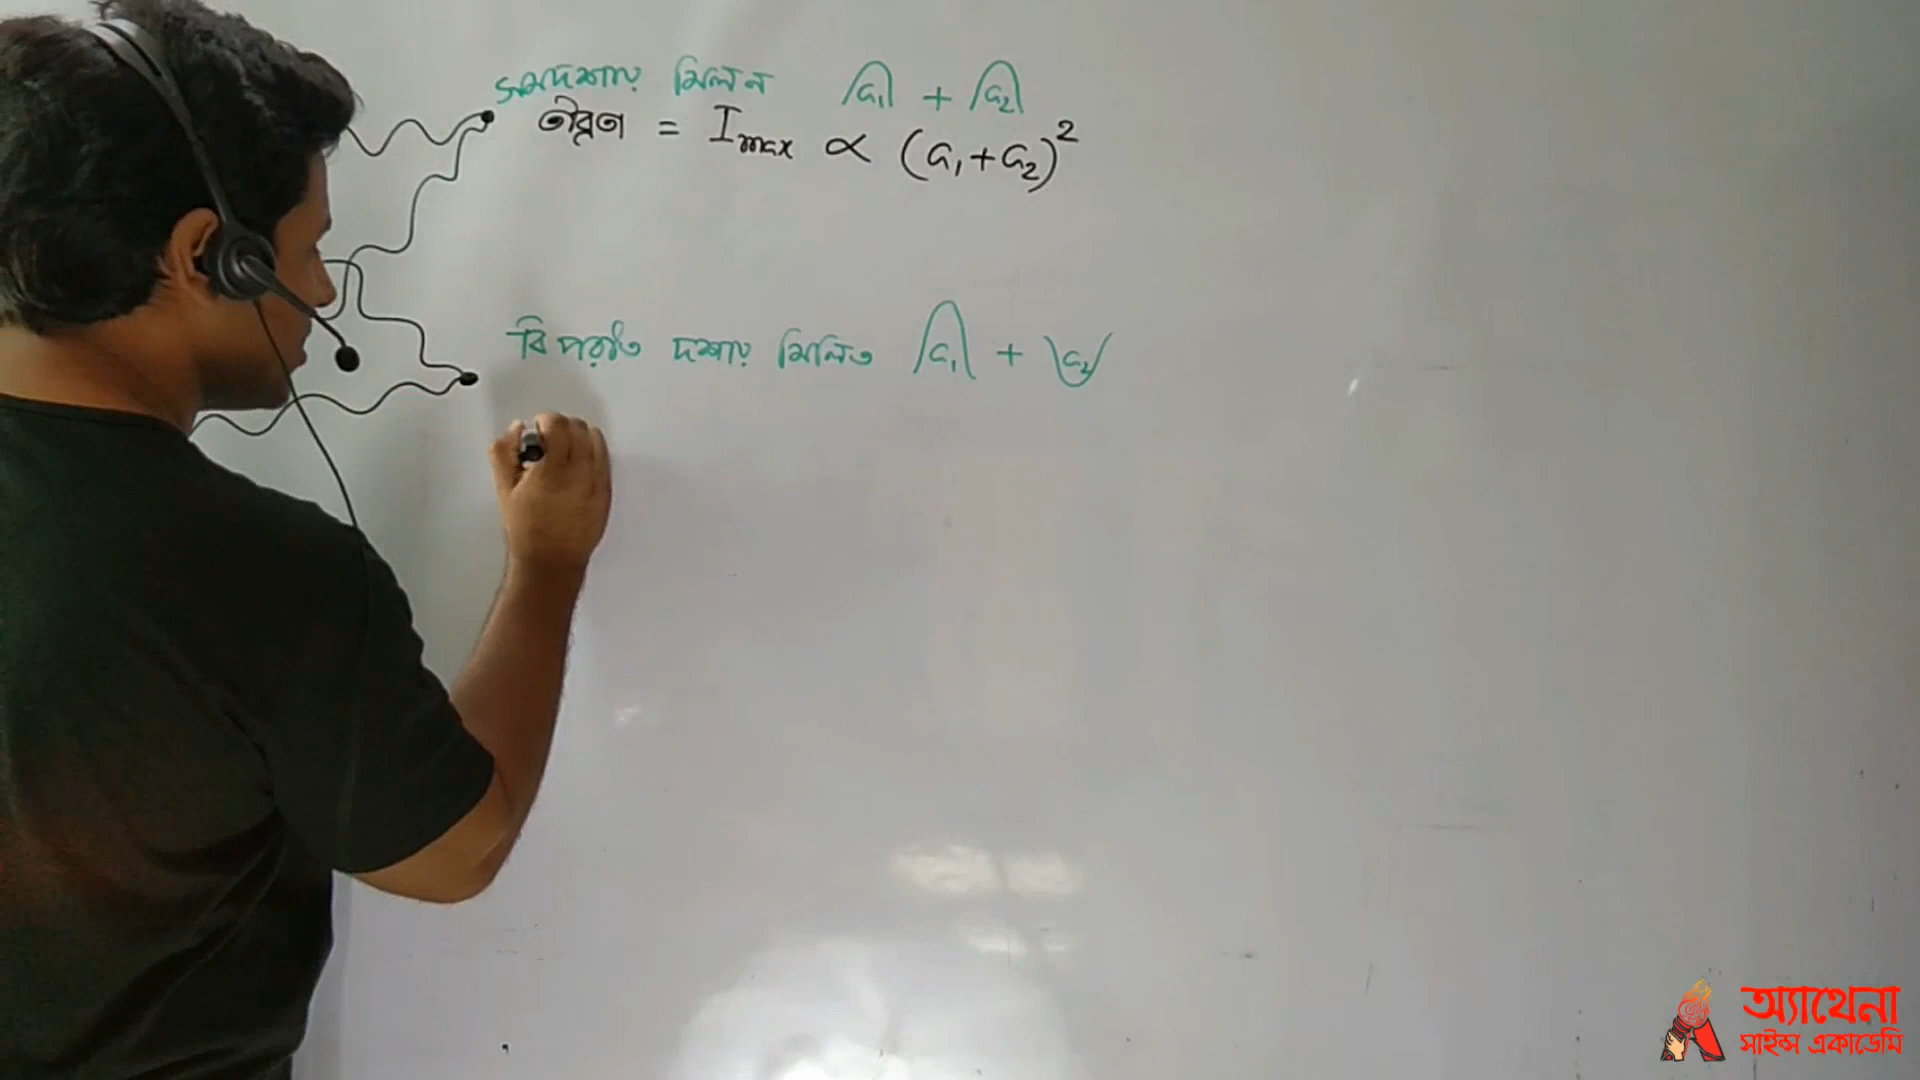 সমদশায় মিলন a₁ + a₂
তীব্রতা = Imax ∝ (a₁+a₂)²
বিপরীত দশায় মিলিত a₁ + a₂
অ্যাথেনা
সাইন্স একাডেমি